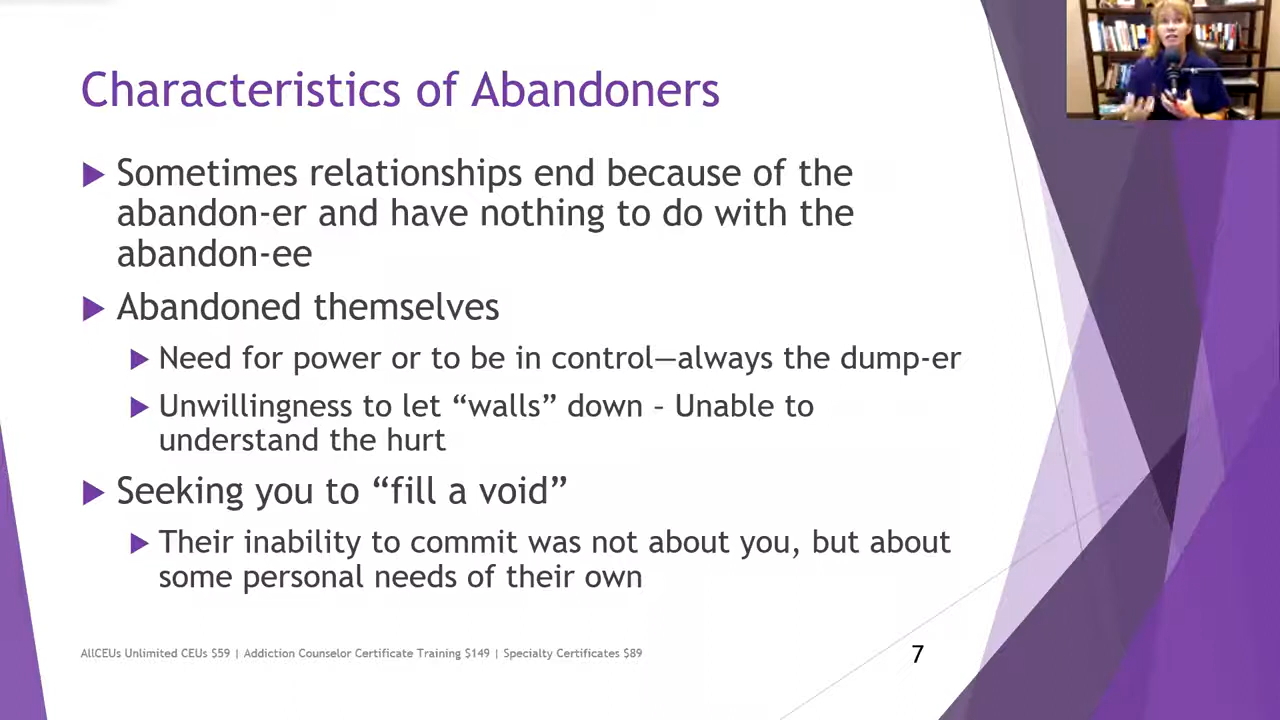 Characteristics of Abandoners
Sometimes relationships end because of the
abandon-er and have nothing to do with the
abandon-ee
Abandoned themselves
Need for power or to be in control—always the dump-er
Unwillingness to let “walls” down – Unable to
understand the hurt
Seeking you to “fill a void”
Their inability to commit was not about you, but about
some personal needs of their own
AllCEUs Unlimited CEUs $59 | Addiction Counselor Certificate Training $149 | Specialty Certificates $89
7